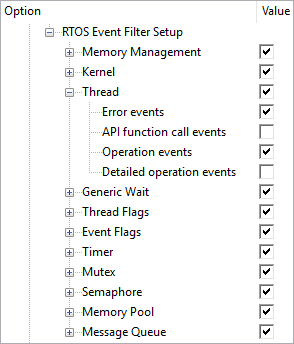 Option Value
RTOS Event Filter Setup
Memory Management
Kernel
Thread
Error events
API function call events
Operation events
Detailed operation events
Generic Wait
Thread Flags
Event Flags
Timer
Mutex
Semaphore
Memory Pool
Message Queue